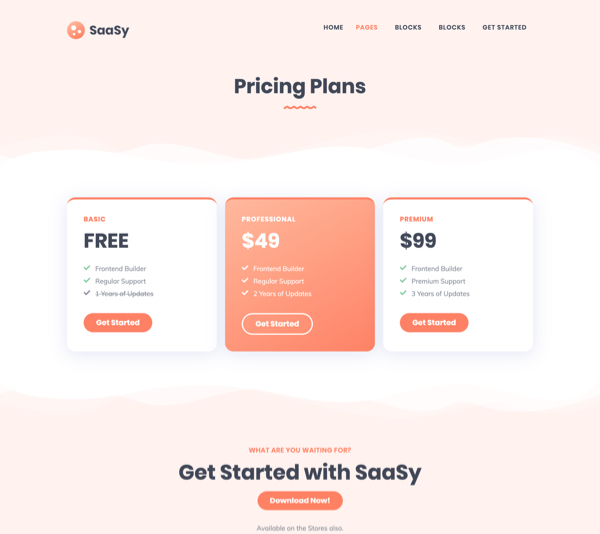 SaaSy
HOME PAGES BLOCKS BLOCKS GET STARTED
Pricing Plans
BASIC
FREE
Frontend Builder
Regular Support
1 Years of Updates
Get Started
PROFESSIONAL
$49
Frontend Builder
Regular Support
2 Years of Updates
Get Started
PREMIUM
$99
Frontend Builder
Premium Support
3 Years of Updates
Get Started
WHAT ARE YOU WAITING FOR?
Get Started with SaaSy
Download Now!
Available on the Stores also.